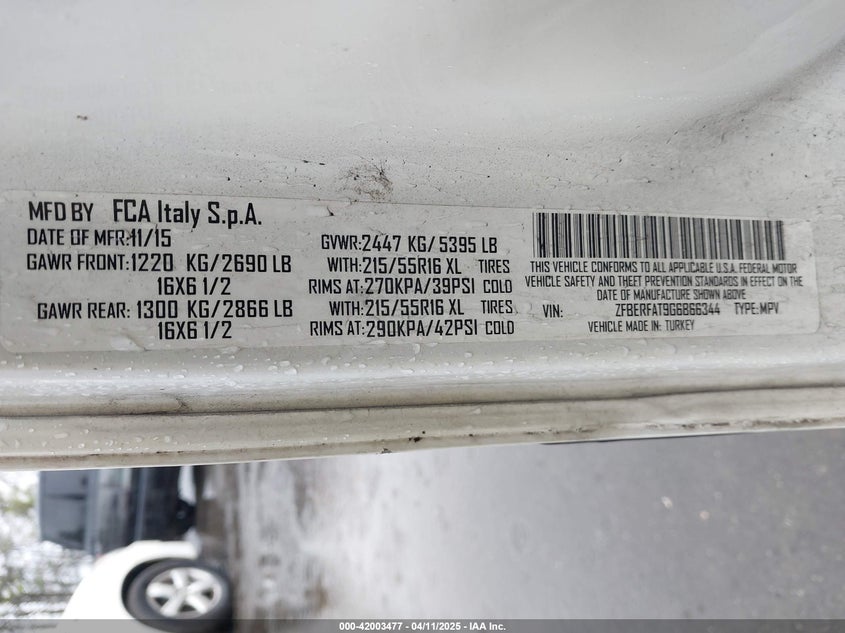 MFD BY FCA Italy S.p.A.
DATE OF MFR:11/15
GAWR FRONT:1220 KG/2690 LB
16X6 1/2
GAWR REAR: 1300 KG/2866 LB
16X6 1/2
GVWR:2447 KG/5395 LB
WITH:215/55R16 XL TIRES
RIMS AT:270KPA/39PSI COLD
WITH:215/55R16 XL TIRES
RIMS AT:290KPA/42PSI COLD
THIS VEHICLE CONFORMS TO ALL APPLICABLE U.S.A. FEDERAL MOTOR
VEHICLE SAFETY AND THEFT PREVENTION STANDARDS IN EFFECT ON THE
DATE OF MANUFACTURE SHOWN ABOVE
VIN: ZFBERFAT9G6B66344 TYPE:MPV
VEHICLE MADE IN: TURKEY
000-42003477 - 04/11/2025 - IAA Inc.